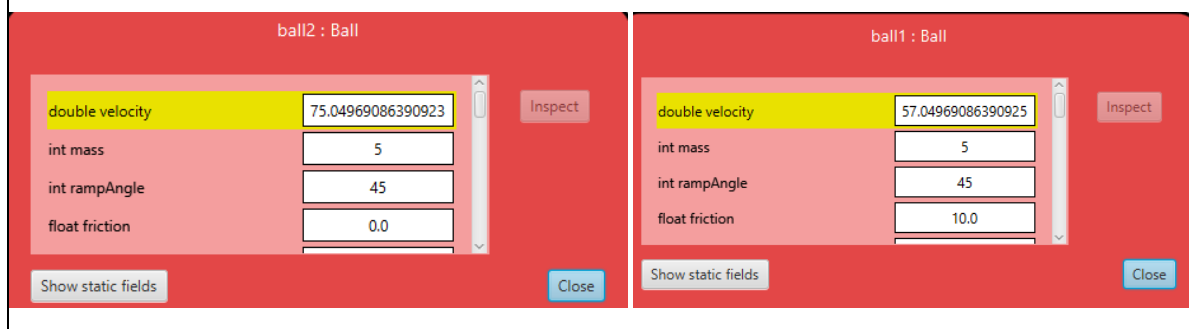 ball2 : Ball
double velocity 75.04969086390923
Inspect
int mass 5
int rampAngle 45
float friction 0.0
Show static fields
Close
ball1 : Ball
double velocity 57.04969086390925
Inspect
int mass 5
int rampAngle 45
float friction 10.0
Show static fields
Close